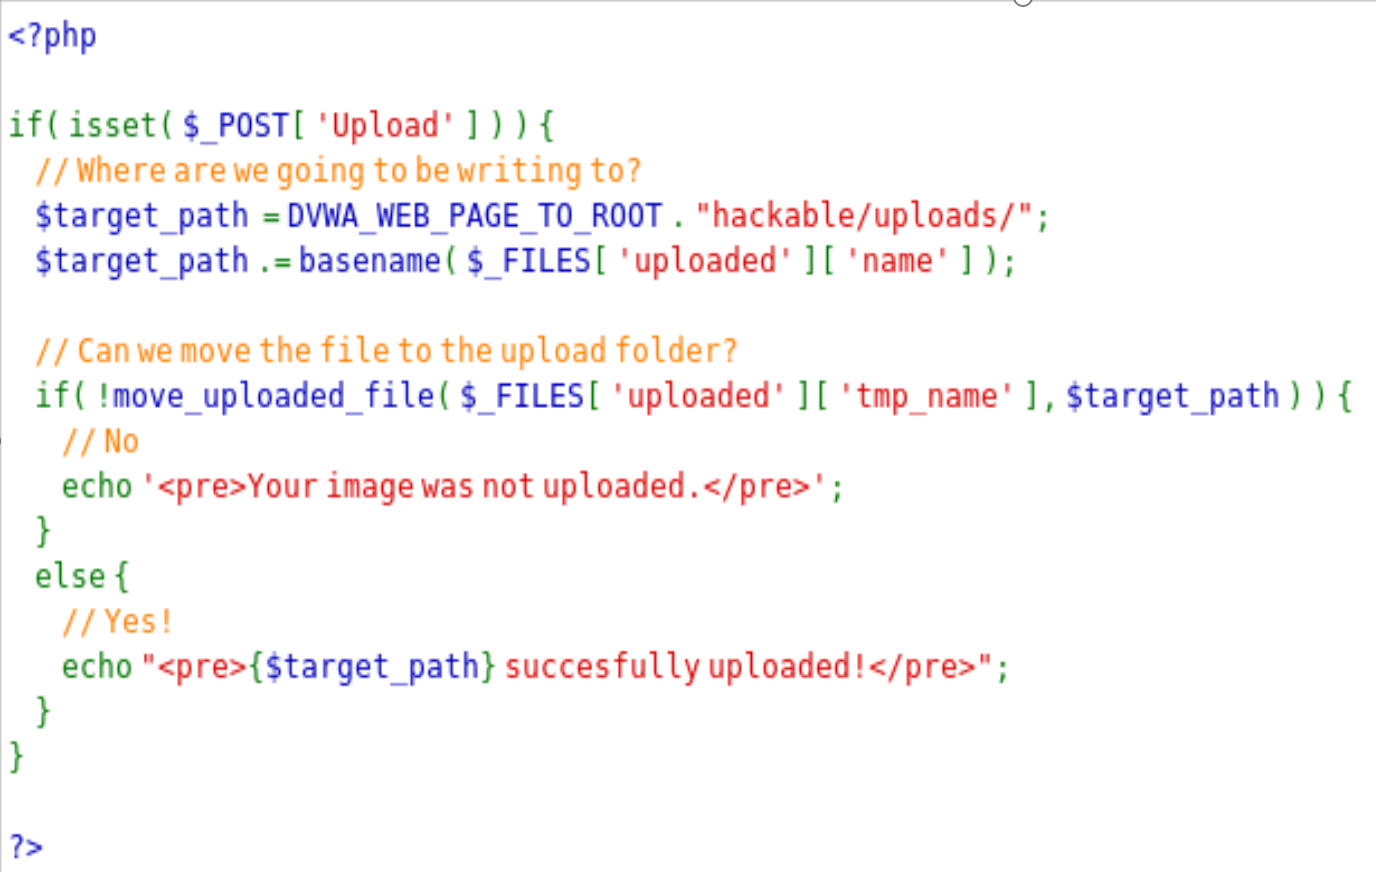 <?php
if( isset( $_POST[ 'Upload' ] ) ) {
// Where are we going to be writing to?
$target_path = DVWA_WEB_PAGE_TO_ROOT . "hackable/uploads/";
$target_path .= basename( $_FILES[ 'uploaded' ][ 'name' ] );
// Can we move the file to the upload folder?
if( !move_uploaded_file( $_FILES[ 'uploaded' ][ 'tmp_name' ], $target_path ) ) {
// No
echo '<pre>Your image was not uploaded.</pre>';
}
else {
// Yes!
echo "<pre>{$target_path} succesfully uploaded!</pre>";
}
}
?>